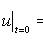 u|_{t=0} =